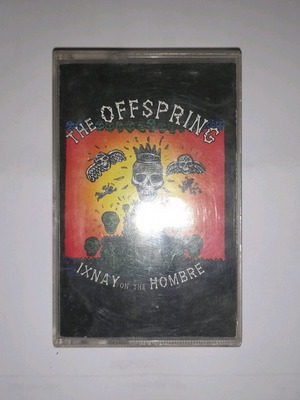 THE OFFSPRING
IXNAY ON THE HOMBRE